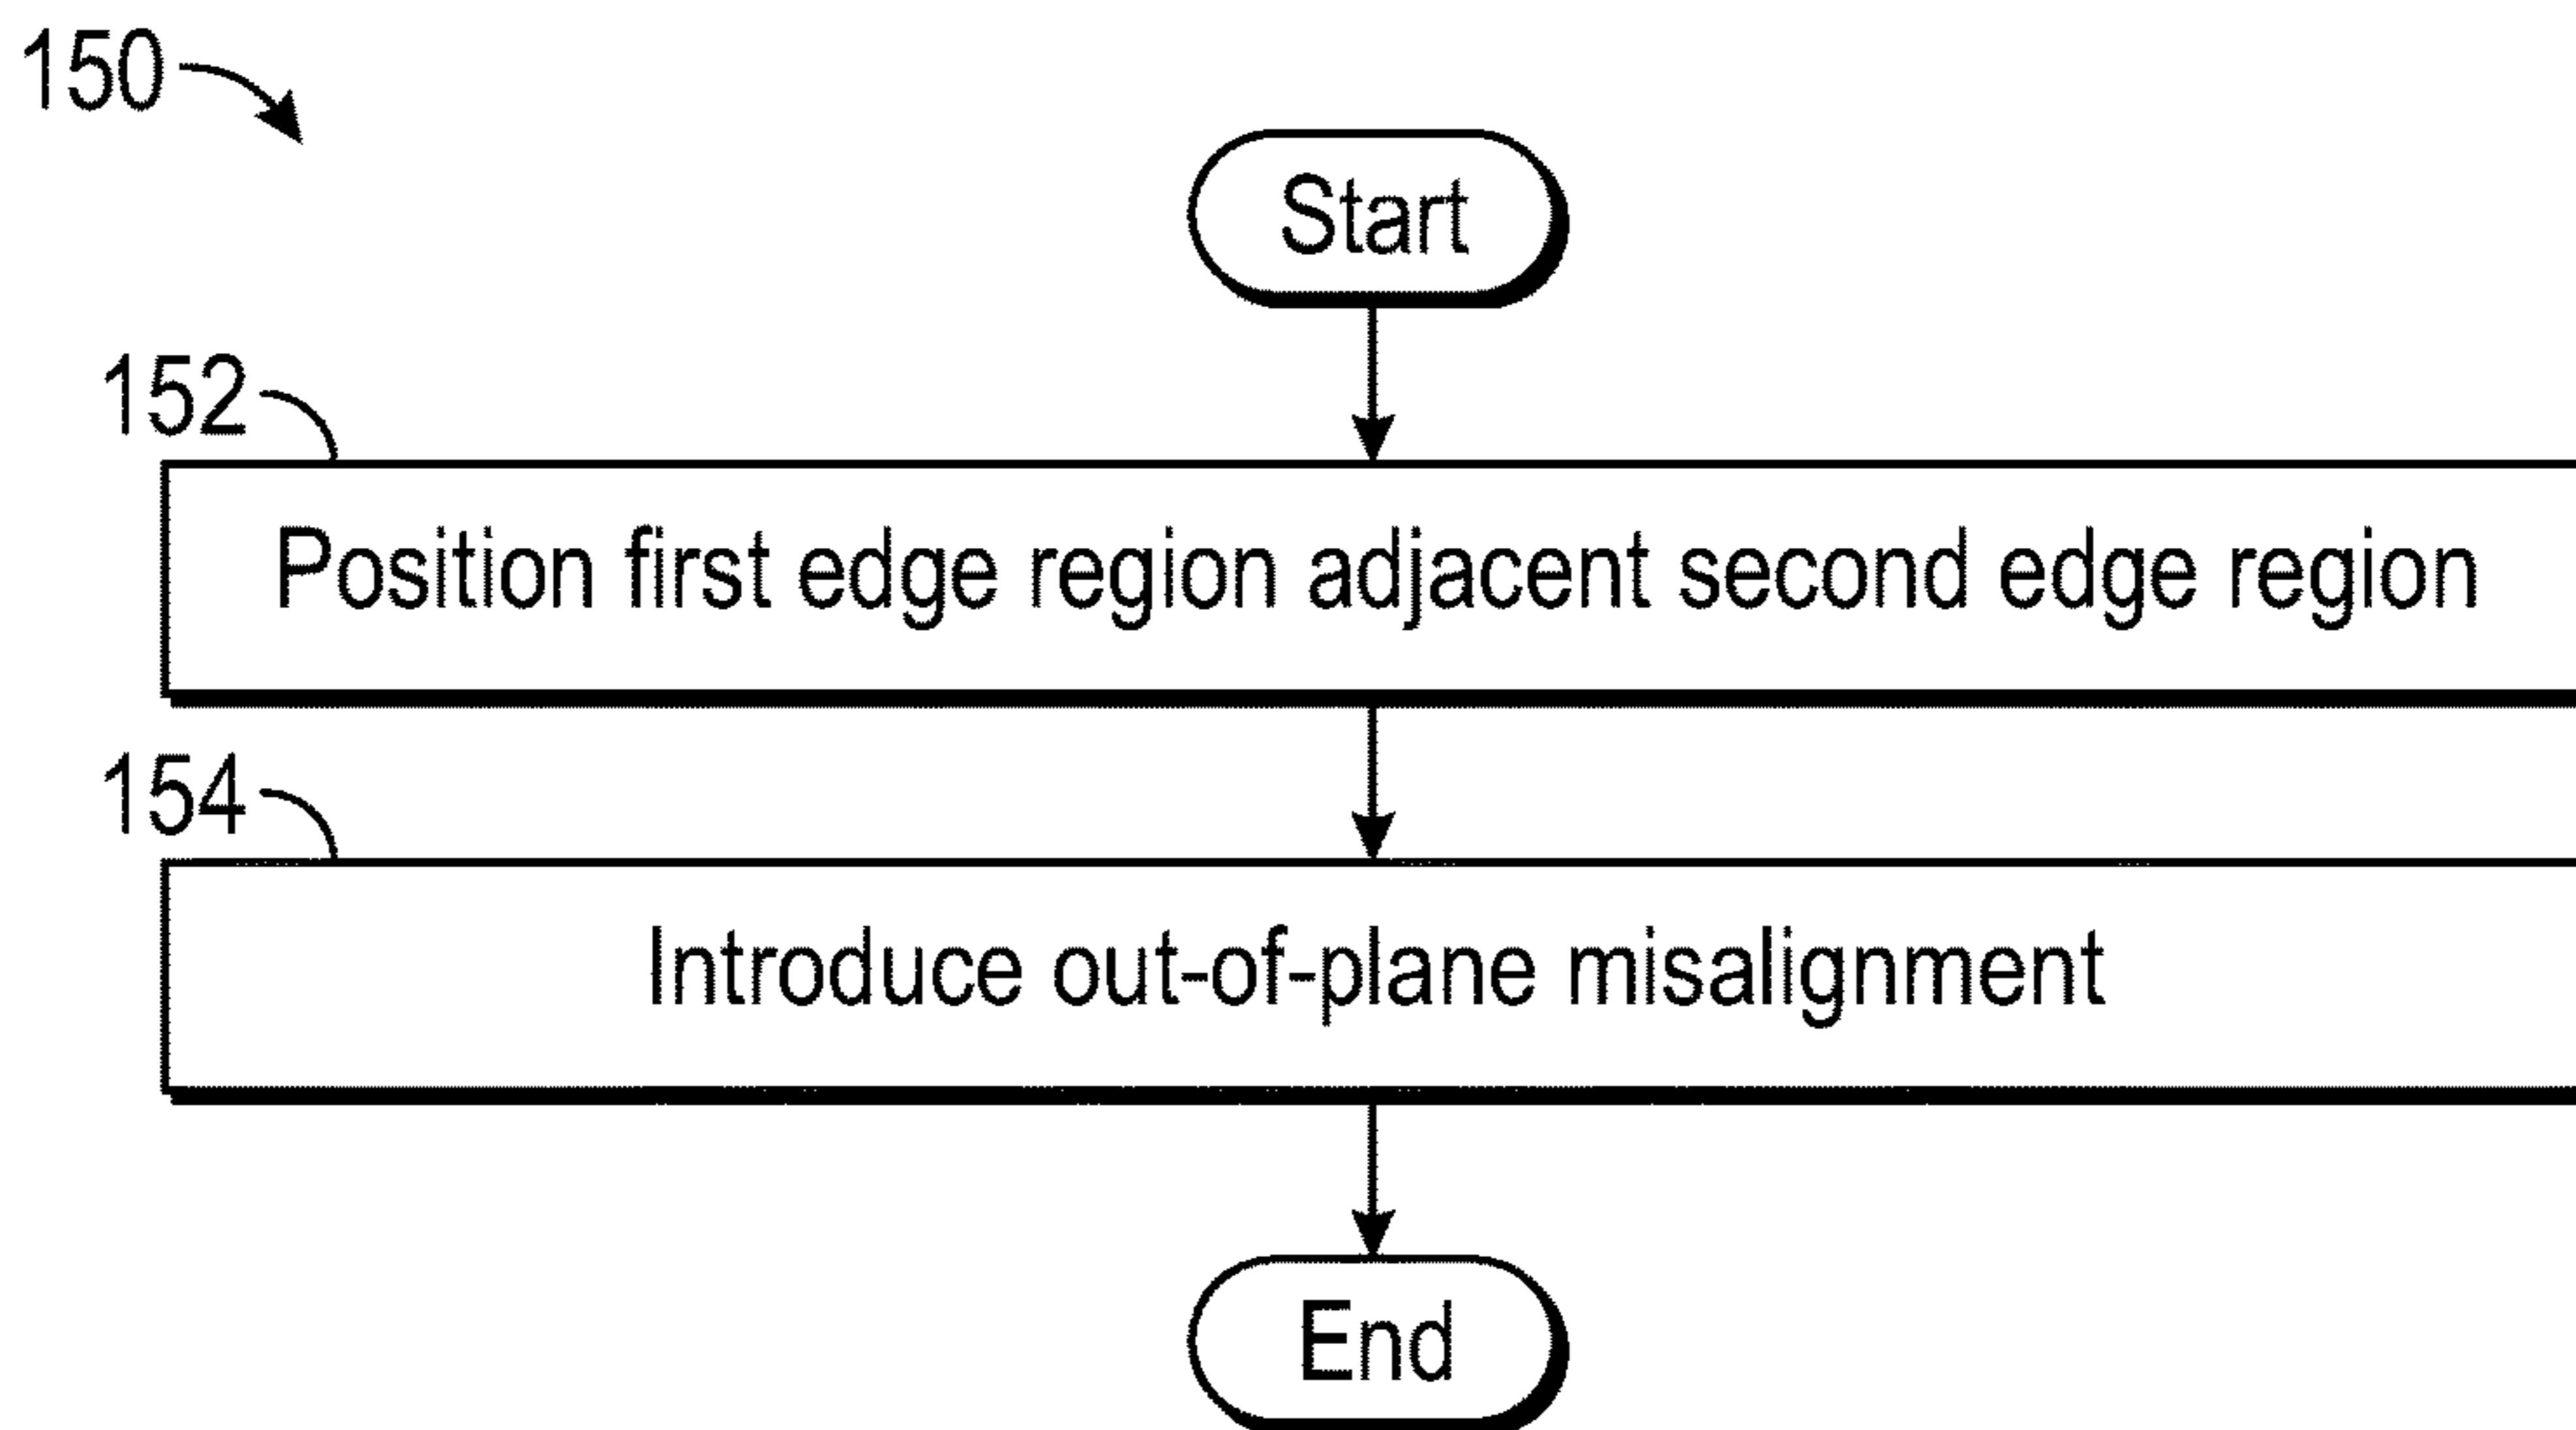 150
Start
152
Position first edge region adjacent second edge region
154
Introduce out-of-plane misalignment
End